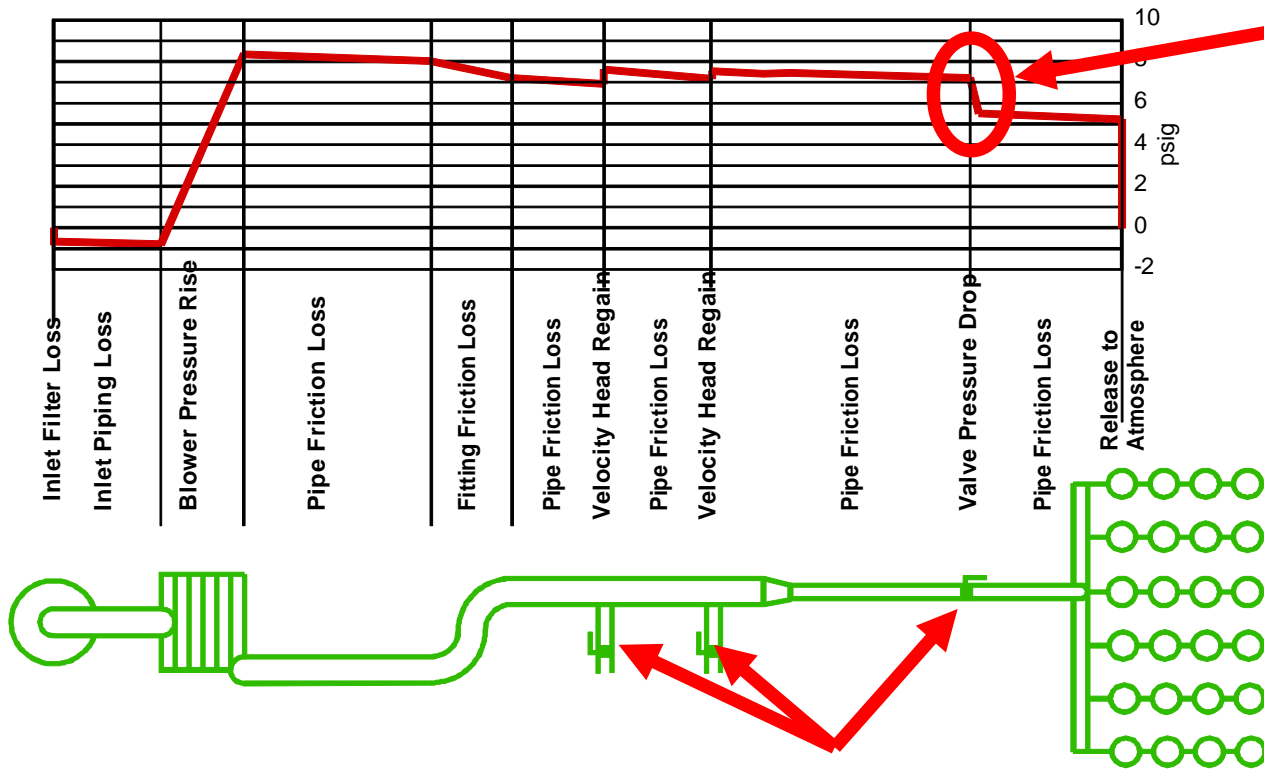 10
8
6
4
2
0
-2
psig
Inlet Filter Loss
Inlet Piping Loss
Blower Pressure Rise
Pipe Friction Loss
Fitting Friction Loss
Pipe Friction Loss
Velocity Head Regain
Pipe Friction Loss
Velocity Head Regain
Pipe Friction Loss
Valve Pressure Drop
Pipe Friction Loss
Release to
Atmosphere